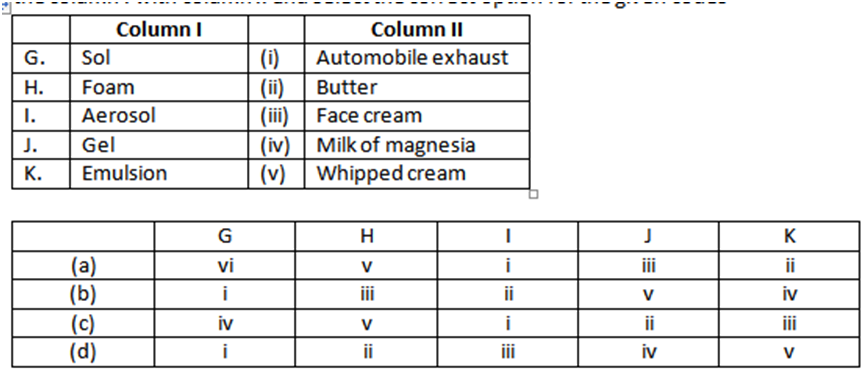 Column I Column II
G. Sol (i) Automobile exhaust
H. Foam (ii) Butter
I. Aerosol (iii) Face cream
J. Gel (iv) Milk of magnesia
K. Emulsion (v) Whipped cream
G H I J K
(a) vi v i iii ii
(b) i iii ii v iv
(c) iv v i ii iii
(d) i ii iii iv v